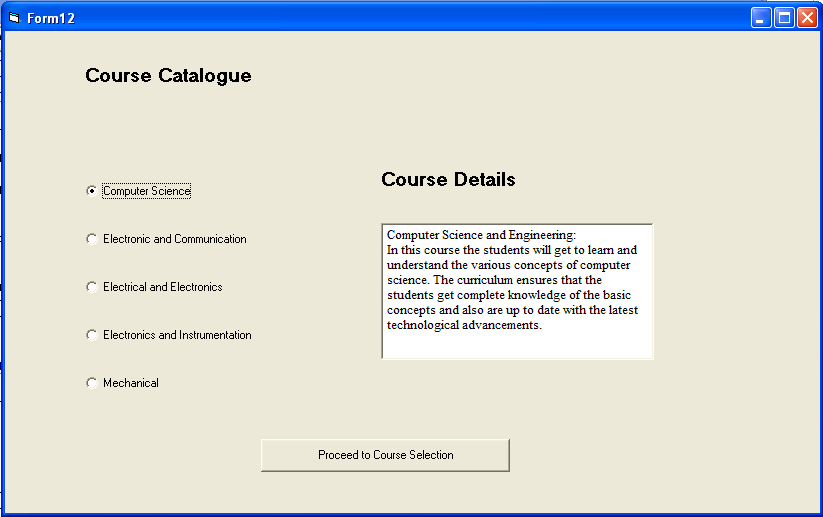 Form12
Course Catalogue
Computer Science
Electronic and Communication
Electrical and Electronics
Electronics and Instrumentation
Mechanical
Course Details
Computer Science and Engineering:
In this course the students will get to learn and
understand the various concepts of computer
science. The curriculum ensures that the
students get complete knowledge of the basic
concepts and also are up to date with the latest
technological advancements.
Proceed to Course Selection